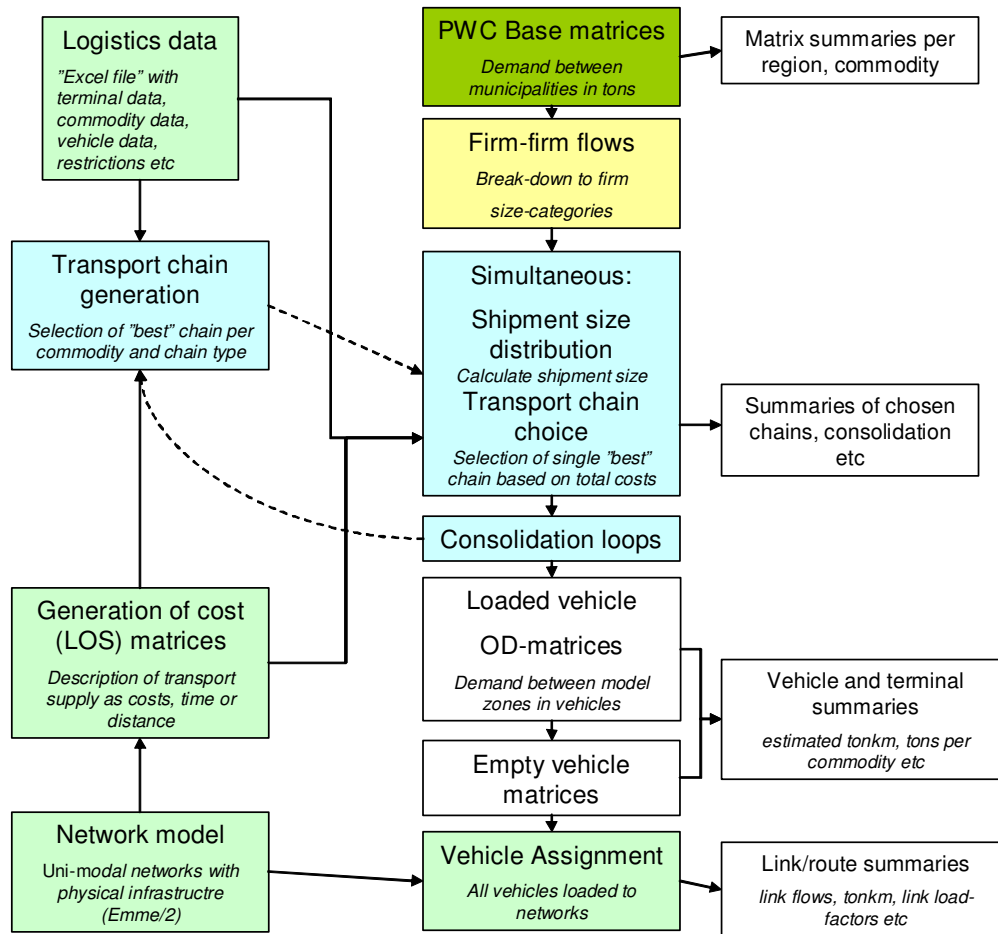 Logistics data
"Excel file" with
terminal data,
commodity data,
vehicle data,
restrictions etc
Transport chain
generation
Selection of "best" chain per
commodity and chain type
Generation of cost
(LOS) matrices
Description of transport
supply as costs, time or
distance
Network model
Uni-modal networks with
physical infrastructre
(Emme/2)
PWC Base matrices
Demand between
municipalities in tons
Firm-firm flows
Break-down to firm
size-categories
Simultaneous:
Shipment size
distribution
Calculate shipment size
Transport chain
choice
Selection of single "best"
chain based on total costs
Consolidation loops
Loaded vehicle
OD-matrices
Demand between model
zones in vehicles
Empty vehicle
matrices
Vehicle Assignment
All vehicles loaded to
networks
Matrix summaries per
region, commodity
Summaries of chosen
chains, consolidation
etc
Vehicle and terminal
summaries
estimated tonkm, tons per
commodity etc
Link/route summaries
link flows, tonkm, link load-
factors etc